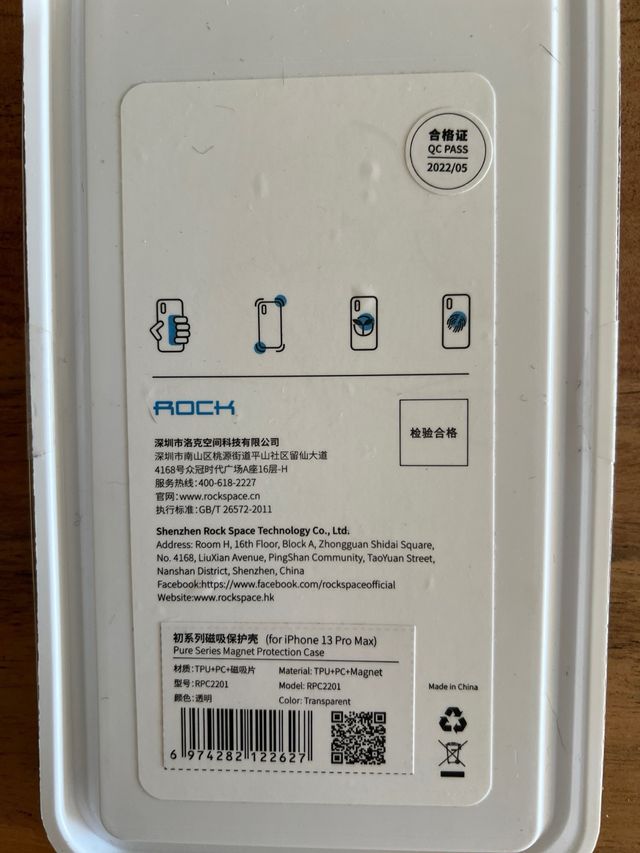 合格证
QC PASS
2022/05
ROCK
检验合格
深圳市洛克空间科技有限公司
深圳市南山区桃源街道平山社区留仙大道
4168号众冠时代广场A座16层-H
服务热线:400-618-2227
官网:www.rockspace.cn
执行标准:GB/T 26572-2011
Shenzhen Rock Space Technology Co., Ltd.
Address: Room H, 16th Floor, Block A, Zhongguan Shidai Square,
No. 4168, LiuXian Avenue, PingShan Community, TaoYuan Street,
Nanshan District, Shenzhen, China
Facebook:https://www.facebook.com/rockspaceofficial
Website:www.rockspace.hk
初系列磁吸保护壳 (for iPhone 13 Pro Max)
Pure Series Magnet Protection Case
材质:TPU+PC+磁吸片 Material: TPU+PC+Magnet
型号:RPC2201 Model: RPC2201
颜色:透明 Color: Transparent
6 974282 122627
Made in China